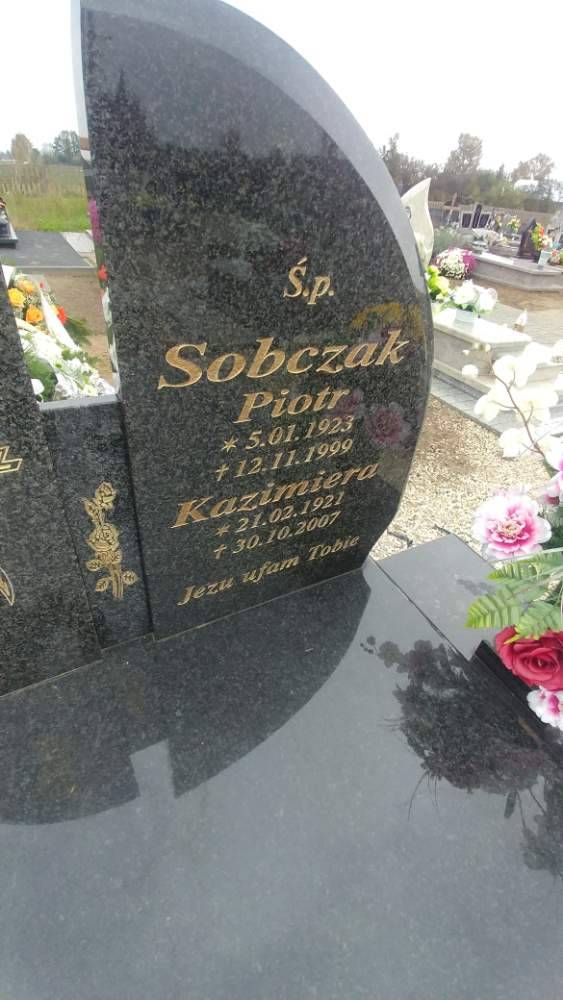 Ś.p.
Sobczak
Piotr
* 5.01.1923
+ 12.11.1999
Kazimiera
* 21.02.1921
+ 30.10.2007
Jezu ufam Tobie